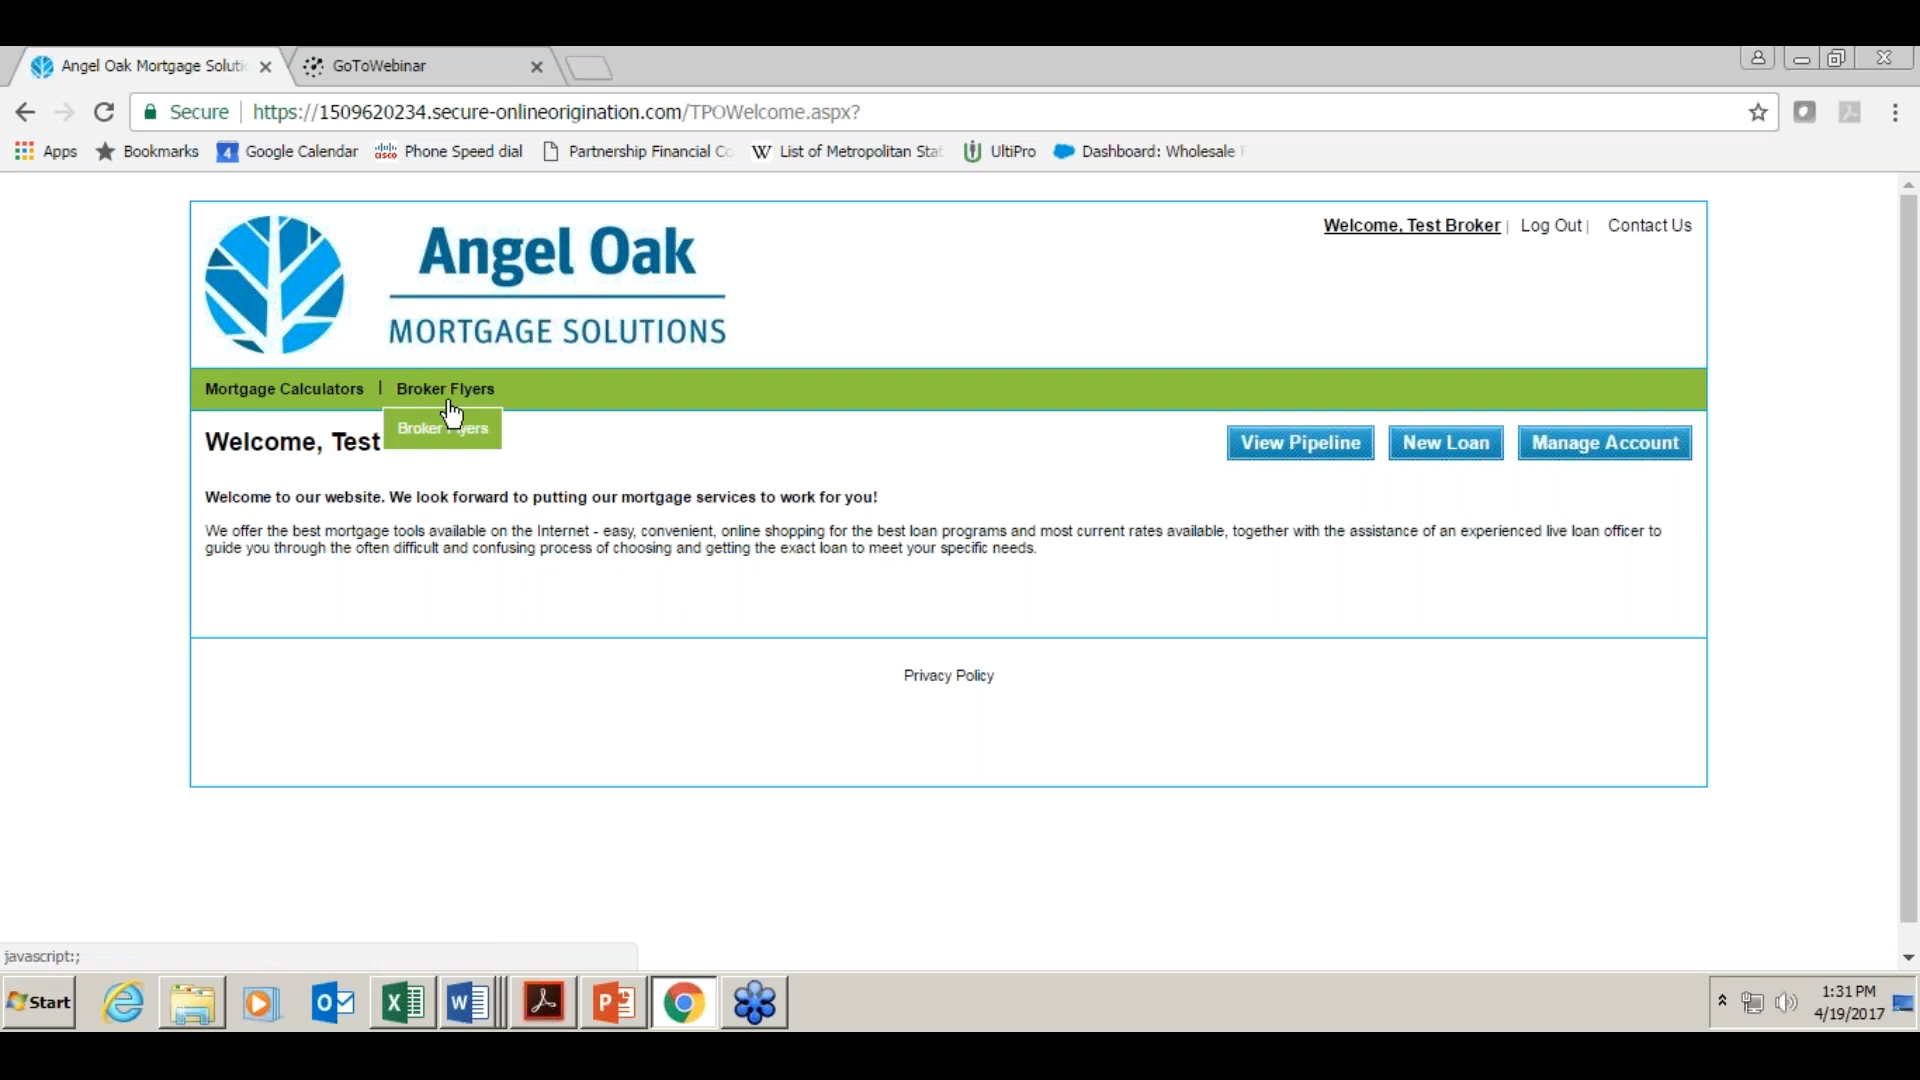 Angel Oak Mortgage Soluti
GoToWebinar
Secure
https://1509620234.secure-onlineorigination.com/TPOWelcome.aspx?
Apps
Bookmarks
4
Google Calendar
cisco
Phone Speed dial
Partnership Financial Co
W
List of Metropolitan Stat
UltiPro
Dashboard: Wholesale
Angel Oak
MORTGAGE SOLUTIONS
Welcome, Test Broker | Log Out | Contact Us
Mortgage Calculators | Broker Flyers
Broker
Welcome, Test
View Pipeline
New Loan
Manage Account
Welcome to our website. We look forward to putting our mortgage services to work for you!
We offer the best mortgage tools available on the Internet - easy, convenient, online shopping for the best loan programs and most current rates available, together with the assistance of an experienced live loan officer to
guide you through the often difficult and confusing process of choosing and getting the exact loan to meet your specific needs.
Privacy Policy
javascript:;
Start
1:31 PM
4/19/2017